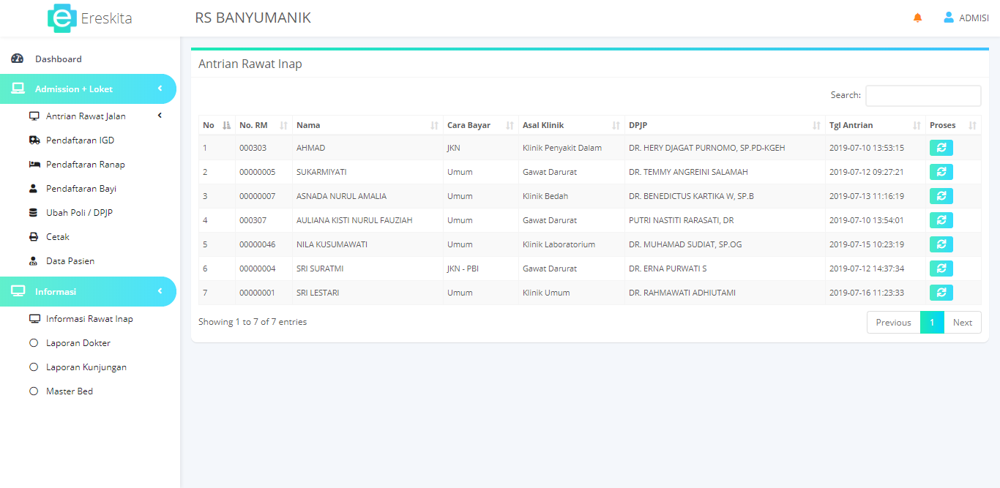 e Ereskita
RS BANYUMANIK
ADMISI
Dashboard
Admission + Loket
Antrian Rawat Jalan
Pendaftaran IGD
Pendaftaran Ranap
Pendaftaran Bayi
Ubah Poli / DPJP
Cetak
Data Pasien
Informasi
Informasi Rawat Inap
Laporan Dokter
Laporan Kunjungan
Master Bed
Antrian Rawat Inap
Search:
No No. RM Nama Cara Bayar Asal Klinik DPJP Tgl Antrian Proses
1 000303 AHMAD JKN Klinik Penyakit Dalam DR. HERY DJAGAT PURNOMO, SP.PD-KGEH 2019-07-10 13:53:15
2 00000005 SUKARMIYATI Umum Gawat Darurat DR. TEMMY ANGREINI SALAMAH 2019-07-12 09:27:21
3 00000007 ASNADA NURUL AMALIA Umum Klinik Bedah DR. BENEDICTUS KARTIKA W, SP.B 2019-07-13 11:16:19
4 000307 AULIANA KISTI NURUL FAUZIAH Umum Gawat Darurat PUTRI NASTITI RARASATI, DR 2019-07-10 13:54:01
5 00000046 NILA KUSUMAWATI Umum Klinik Laboratorium DR. MUHAMAD SUDIAT, SP.OG 2019-07-15 10:23:19
6 00000004 SRI SURATMI JKN - PBI Gawat Darurat DR. ERNA PURWATI S 2019-07-12 14:37:34
7 00000001 SRI LESTARI Umum Klinik Umum DR. RAHMAWATI ADHIUTAMI 2019-07-16 11:23:33
Showing 1 to 7 of 7 entries
Previous 1 Next